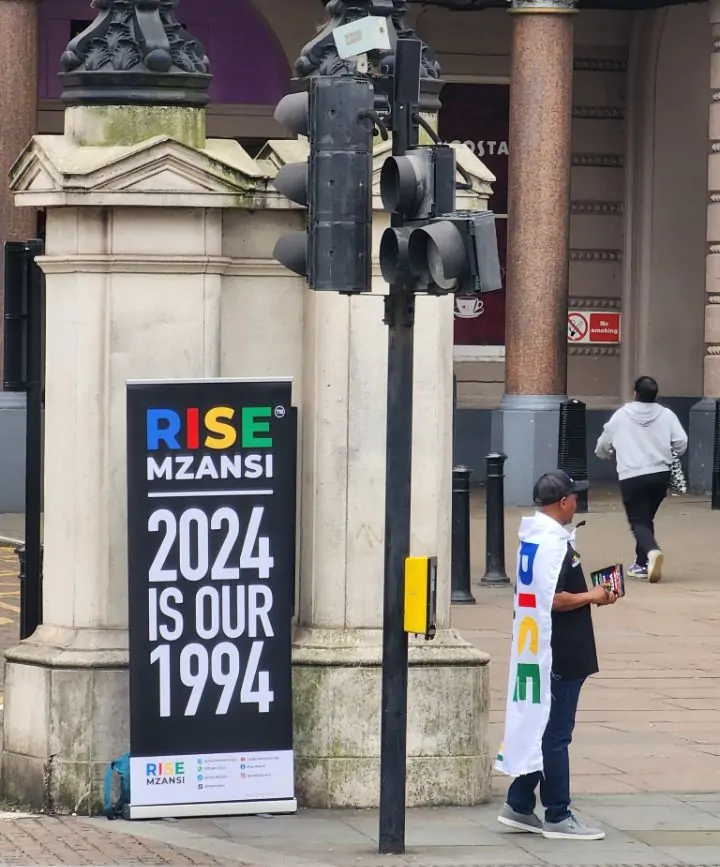 COSTA
No
smoking
RISE
MZANSI
2024
IS OUR
1994
RISE
RISE
MZANSI